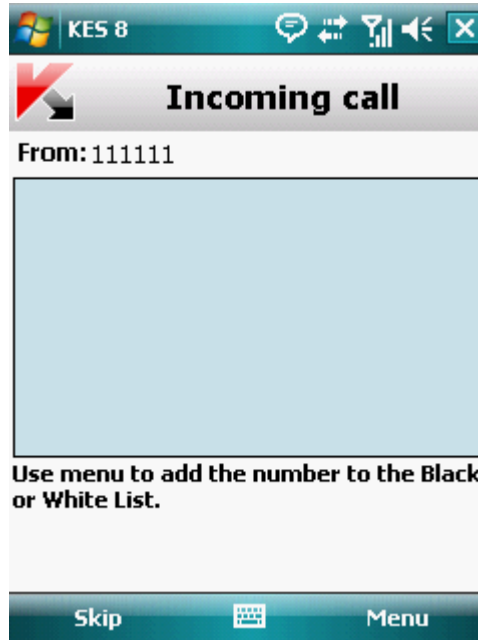 KES 8
Incoming call
From: 111111
Use menu to add the number to the Black
or White List.
Skip
Menu